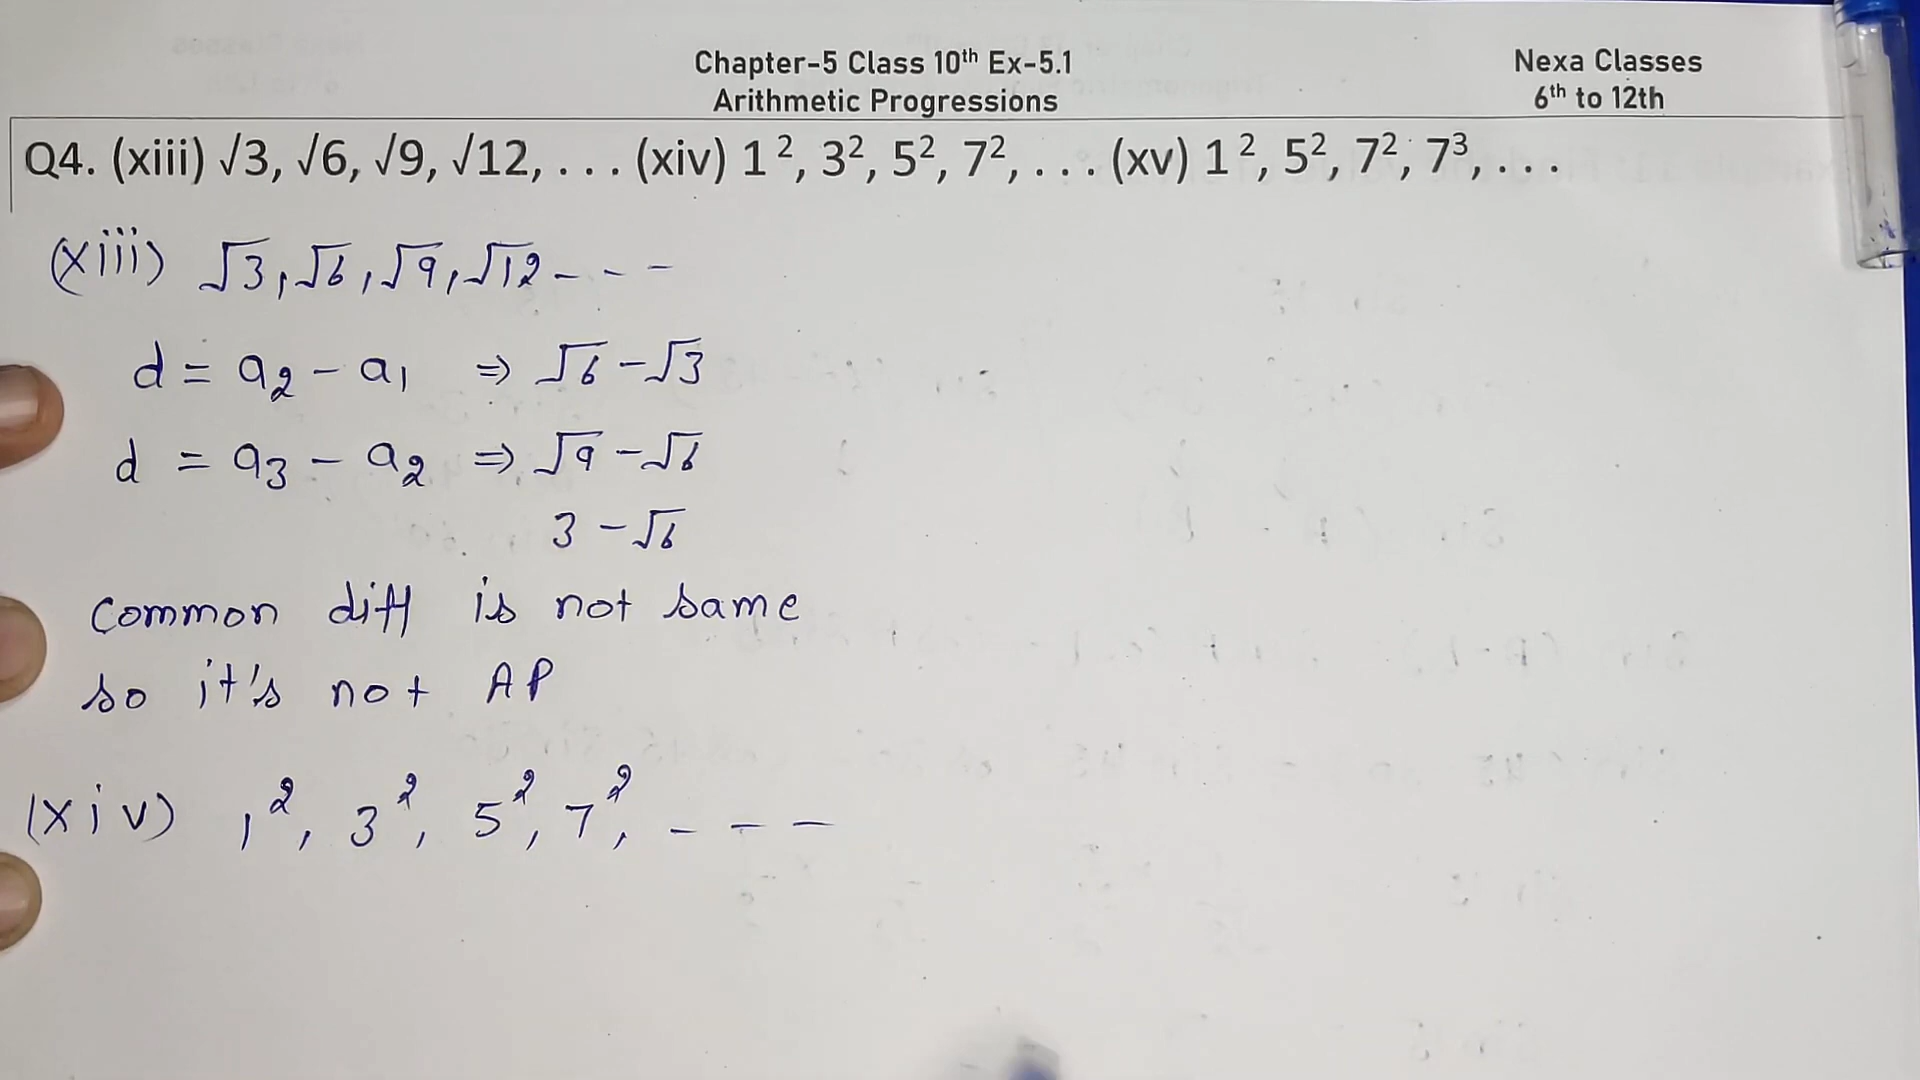 Chapter-5 Class 10th Ex-5.1
Arithmetic Progressions
Nexa Classes
6th to 12th
Q4. (xiii) √3, √6, √9, √12, . . . (xiv) 1², 3², 5², 7², . . . (xv) 1², 5², 7², 7³, . . .
(xiii) √3, √6, √9, √12 - - -
d = a₂ - a₁ ⇒ √6 - √3
d = a₃ - a₂ ⇒ √9 - √6
3 - √6
Common diff is not same
so it's not AP
(xiv) 1², 3², 5², 7², - - -